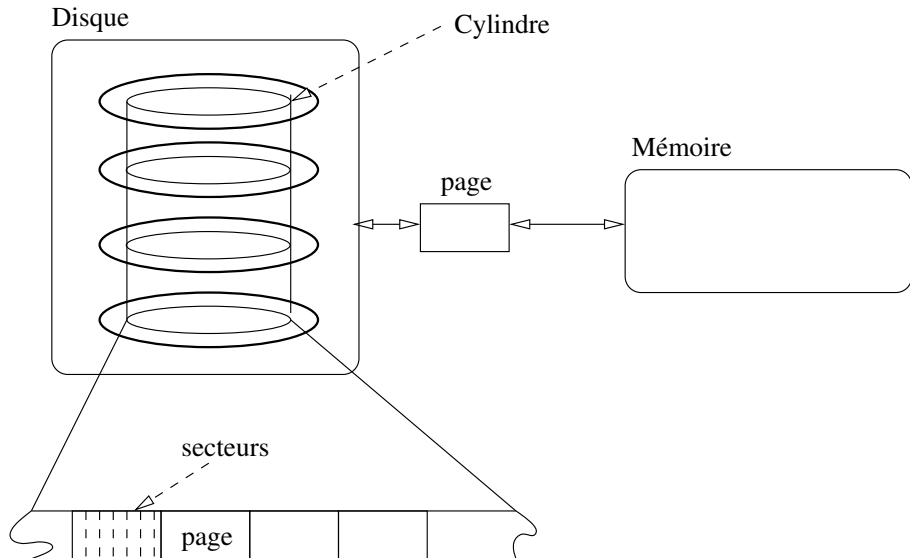 Disque
Cylindre
Mémoire
page
secteurs
page